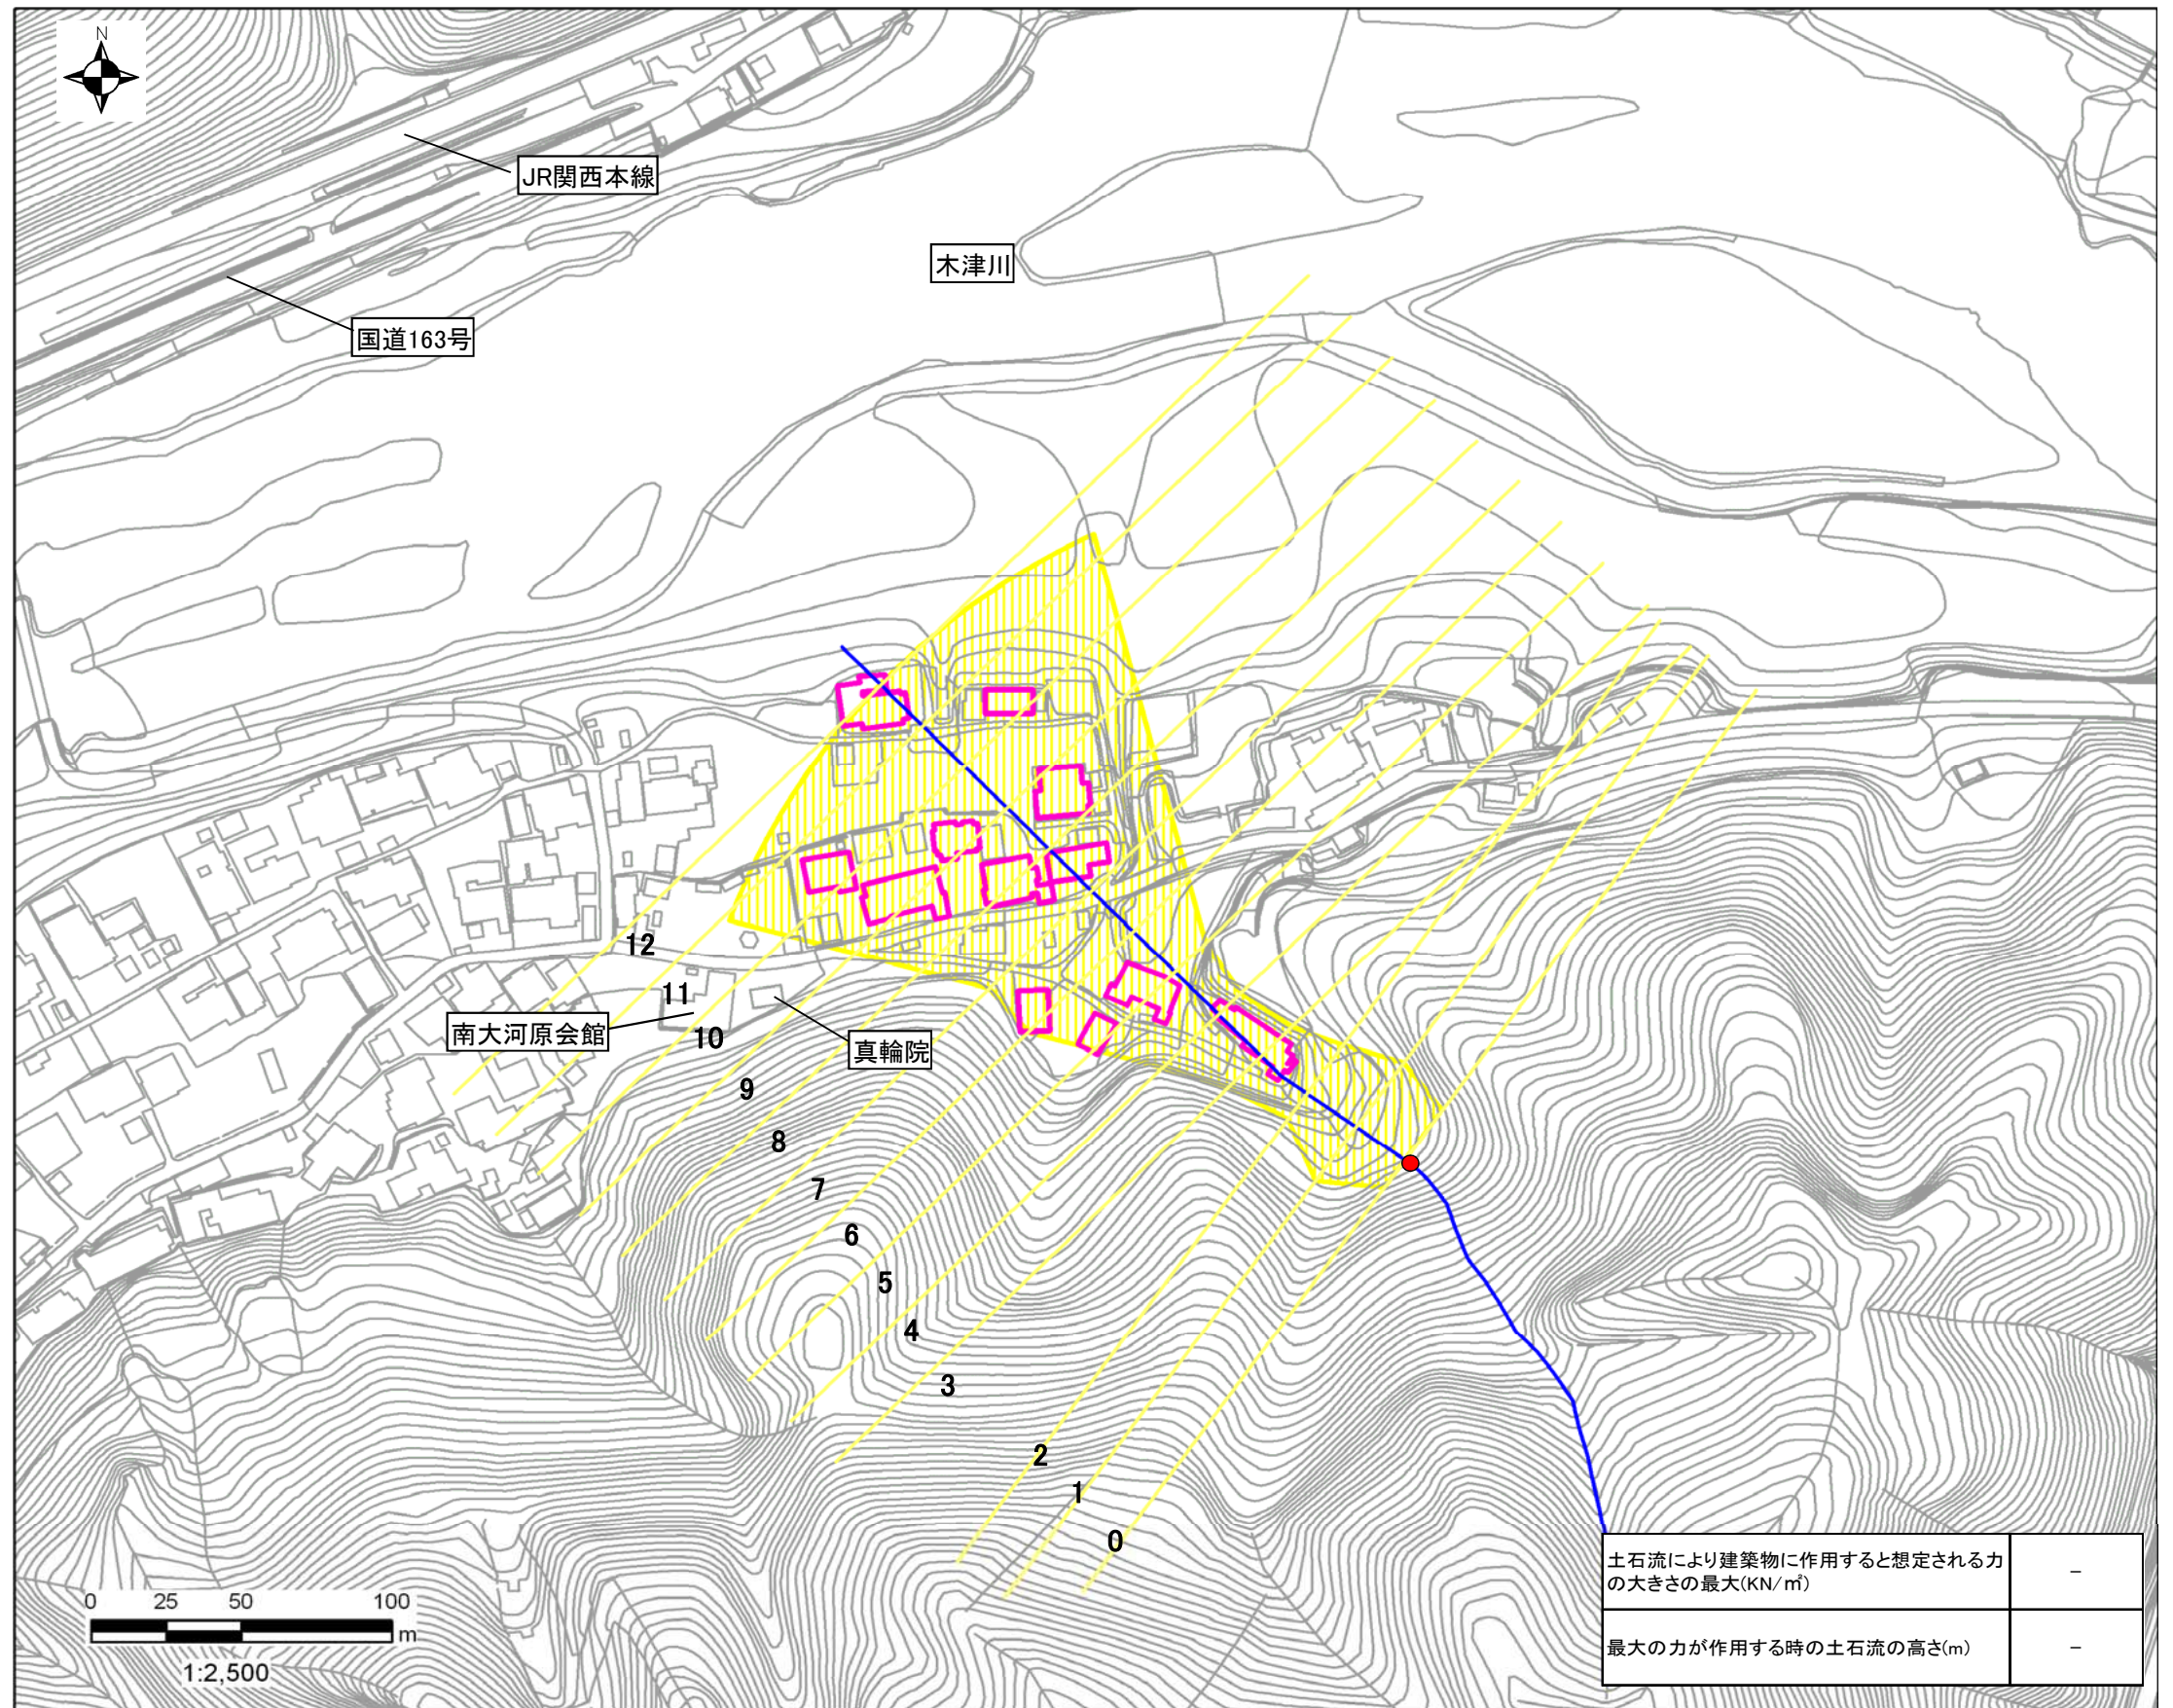 N
JR関西本線
木津川
国道163号
12
11
南大河原会館
10
真輪院
9
8
7
6
5
4
3
2
1
0
土石流により建築物に作用すると想定される力
の大きさの最大(KN/㎡)
－
最大の力が作用する時の土石流の高さ(m)
－
0 25 50 100
m
1:2,500